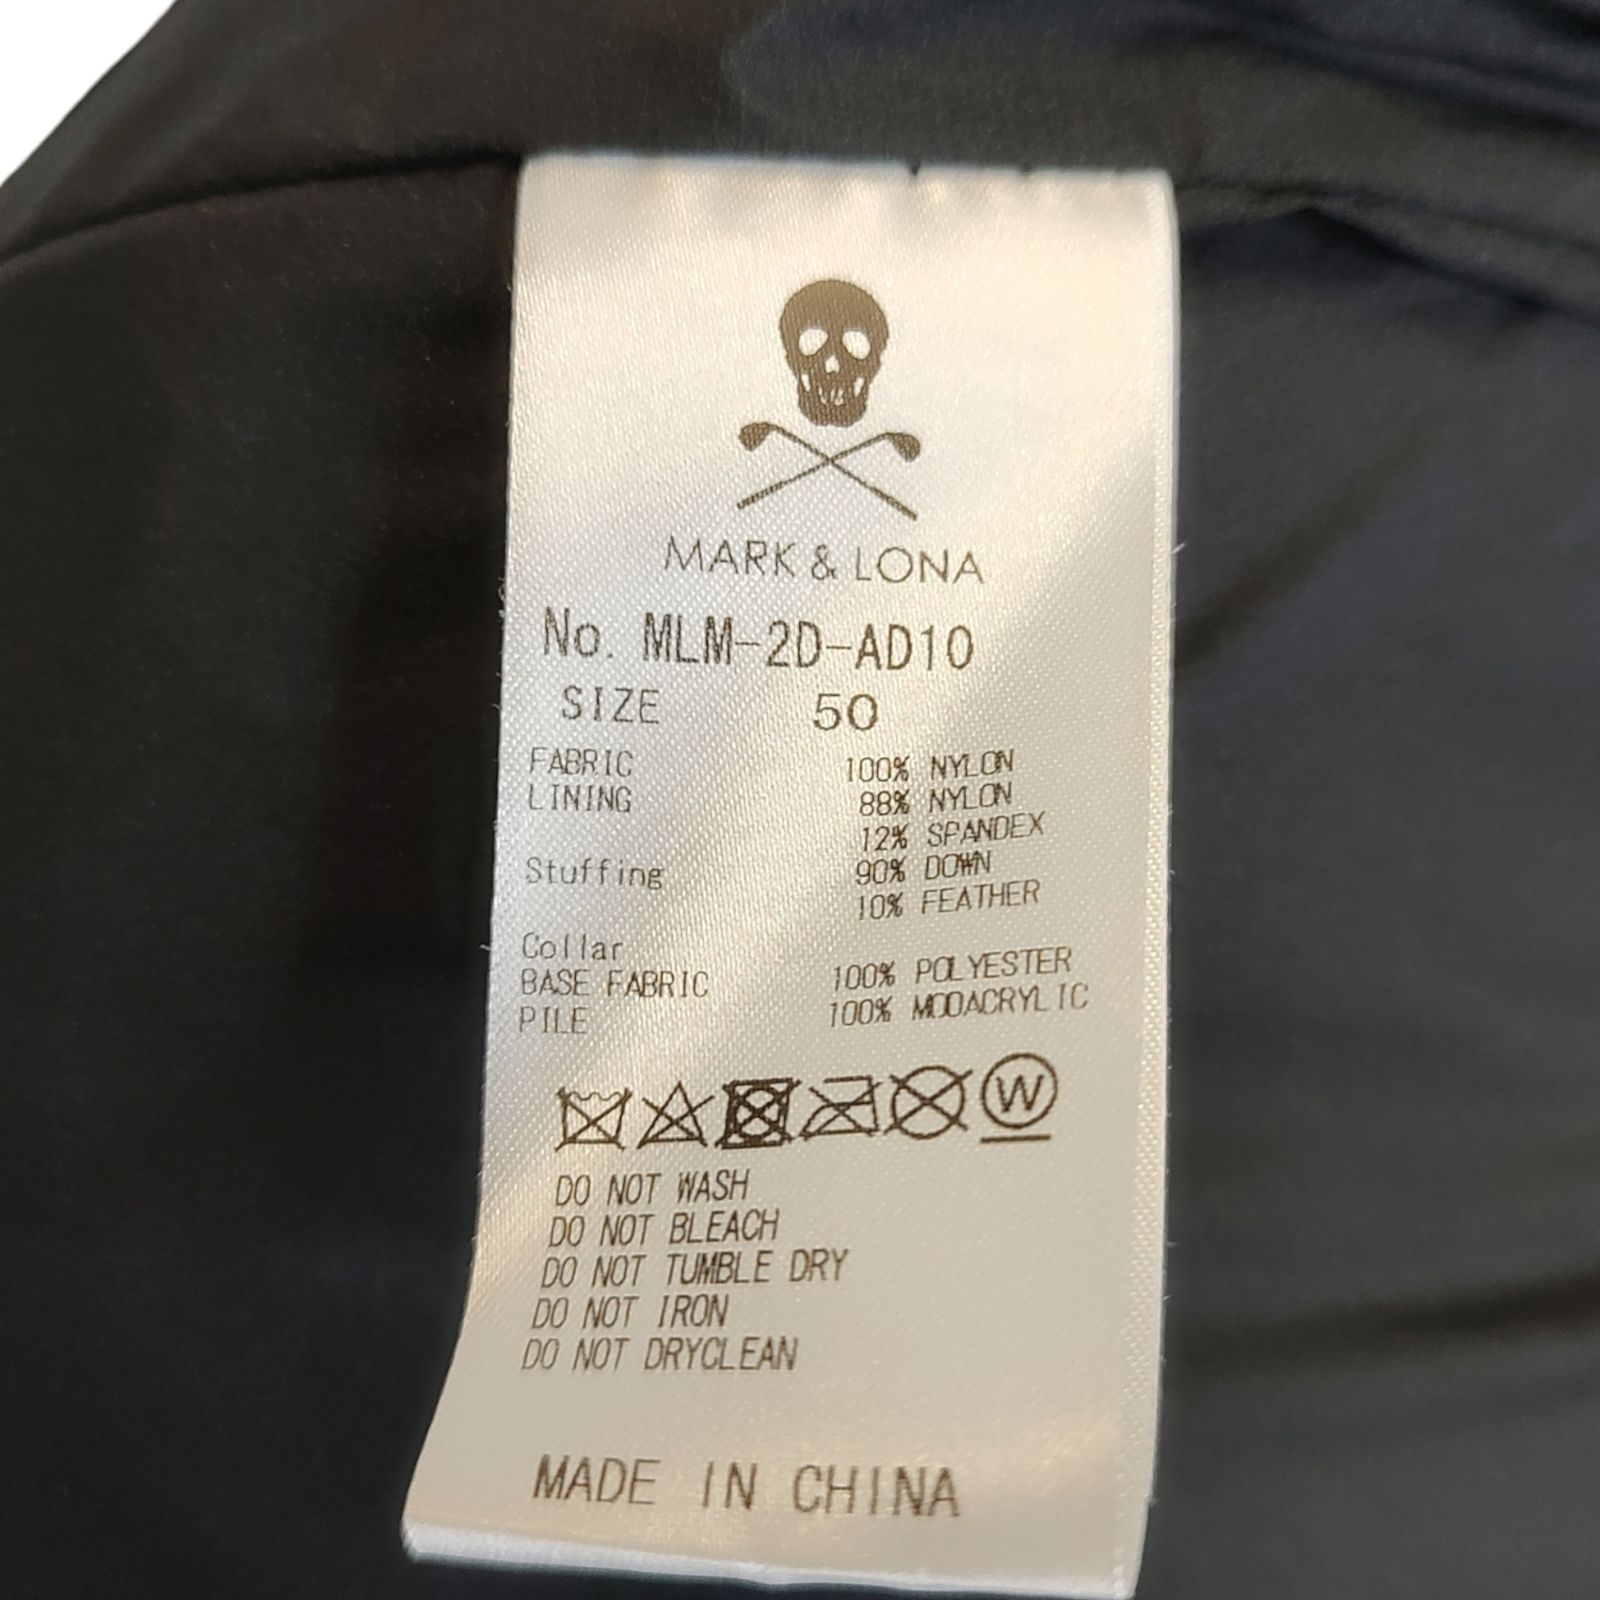 MARK & LONA
No. MLM-2D-AD10
SIZE 50
FABRIC 100% NYLON
LINING 88% NYLON
12% SPANDEX
Stuffing 90% DOWN
10% FEATHER
Collar
BASE FABRIC 100% POLYESTER
PILE 100% MODACRYLIC
W
DO NOT WASH
DO NOT BLEACH
DO NOT TUMBLE DRY
DO NOT IRON
DO NOT DRYCLEAN
MADE IN CHINA